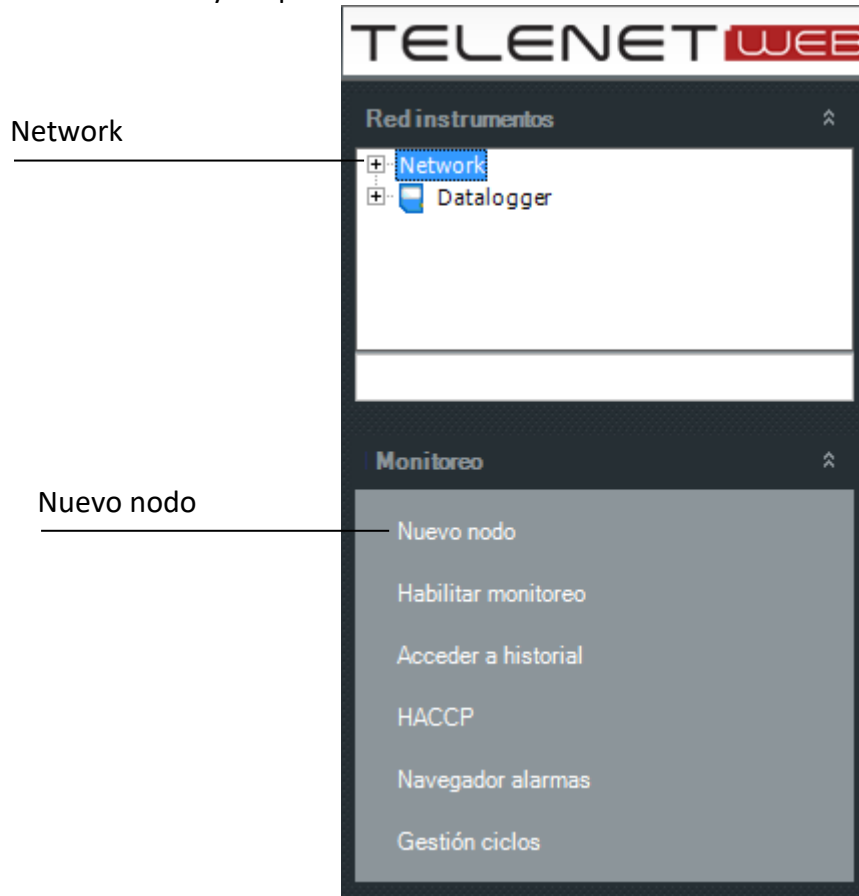 TELENET WEB
Red instrumentos
Network
Network
Datalogger
Monitoreo
Nuevo nodo
Nuevo nodo
Habilitar monitoreo
Acceder a historial
HACCP
Navegador alarmas
Gestión ciclos